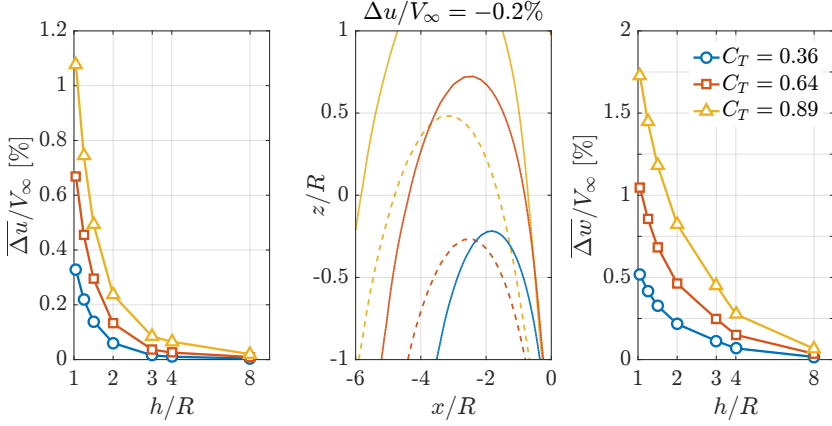 Δu/V∞ = −0.2%
1.2
1
0.8
0.6
0.4
0.2
0
1 2 3 4 8
h/R
Δu/V∞ [%]
1
0.5
0
-0.5
-1
-6 -4 -2 0
x/R
z/R
2
1.5
1
0.5
0
1 2 3 4 8
h/R
Δw/V∞ [%]
C_T = 0.36
C_T = 0.64
C_T = 0.89